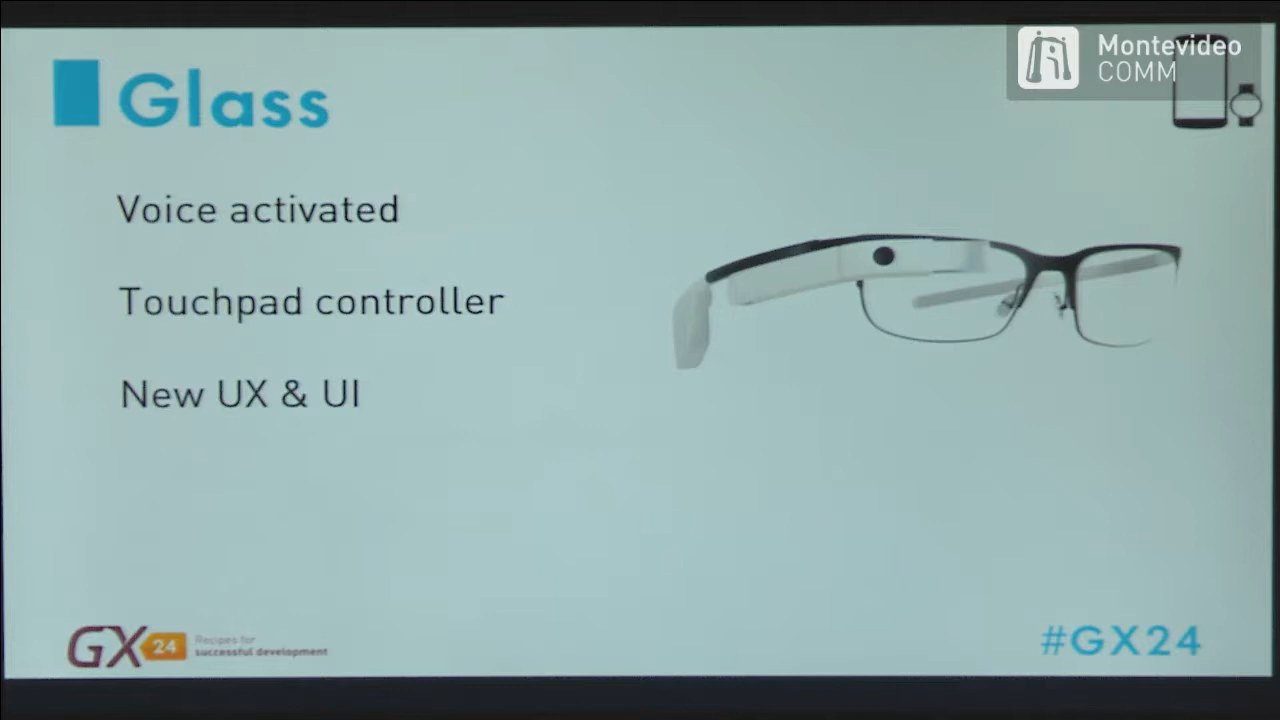 Montevideo
COMM
Glass
Voice activated
Touchpad controller
New UX & UI
GX 24
Recipes for
successful development
#GX24